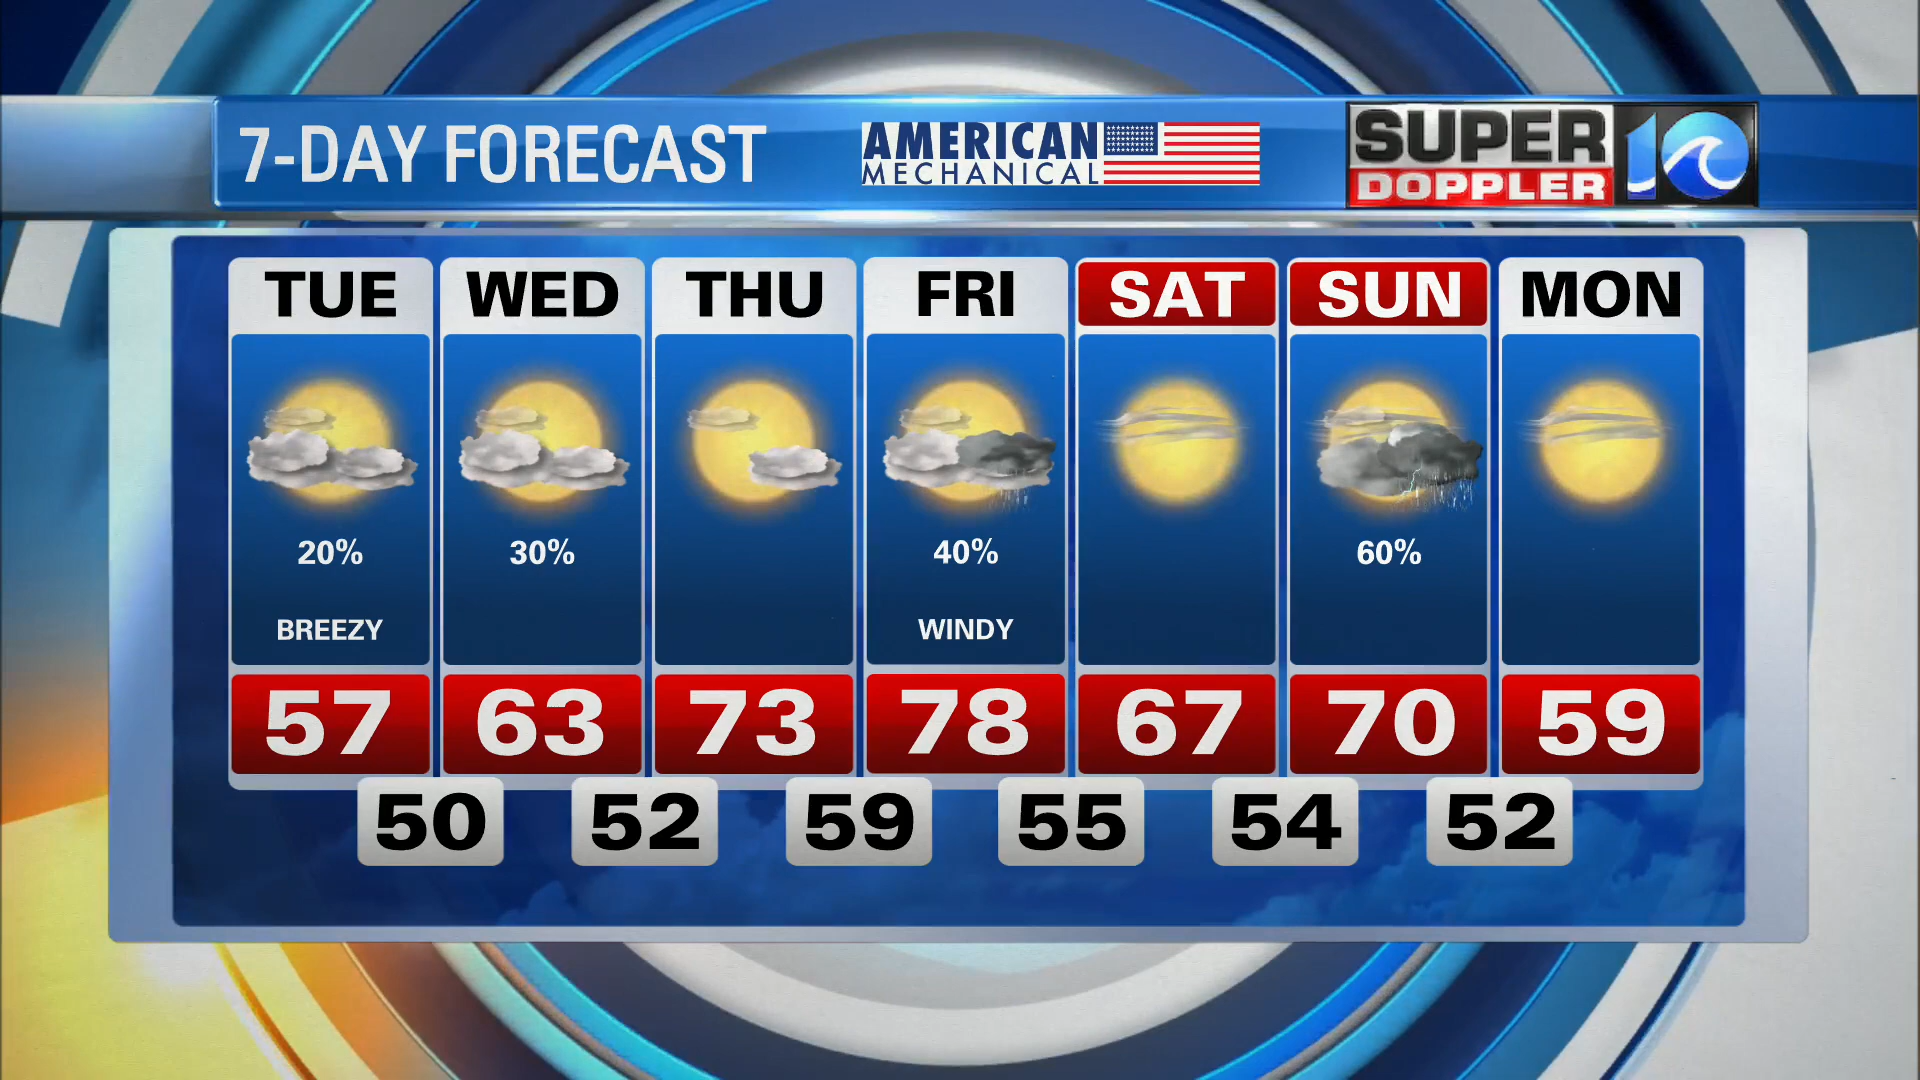 7-DAY FORECAST
AMERICAN
MECHANICAL
SUPER
DOPPLER
10
TUE WED THU FRI SAT SUN MON
20% 30% 40% 60%
BREEZY WINDY
57 63 73 78 67 70 59
50 52 59 55 54 52